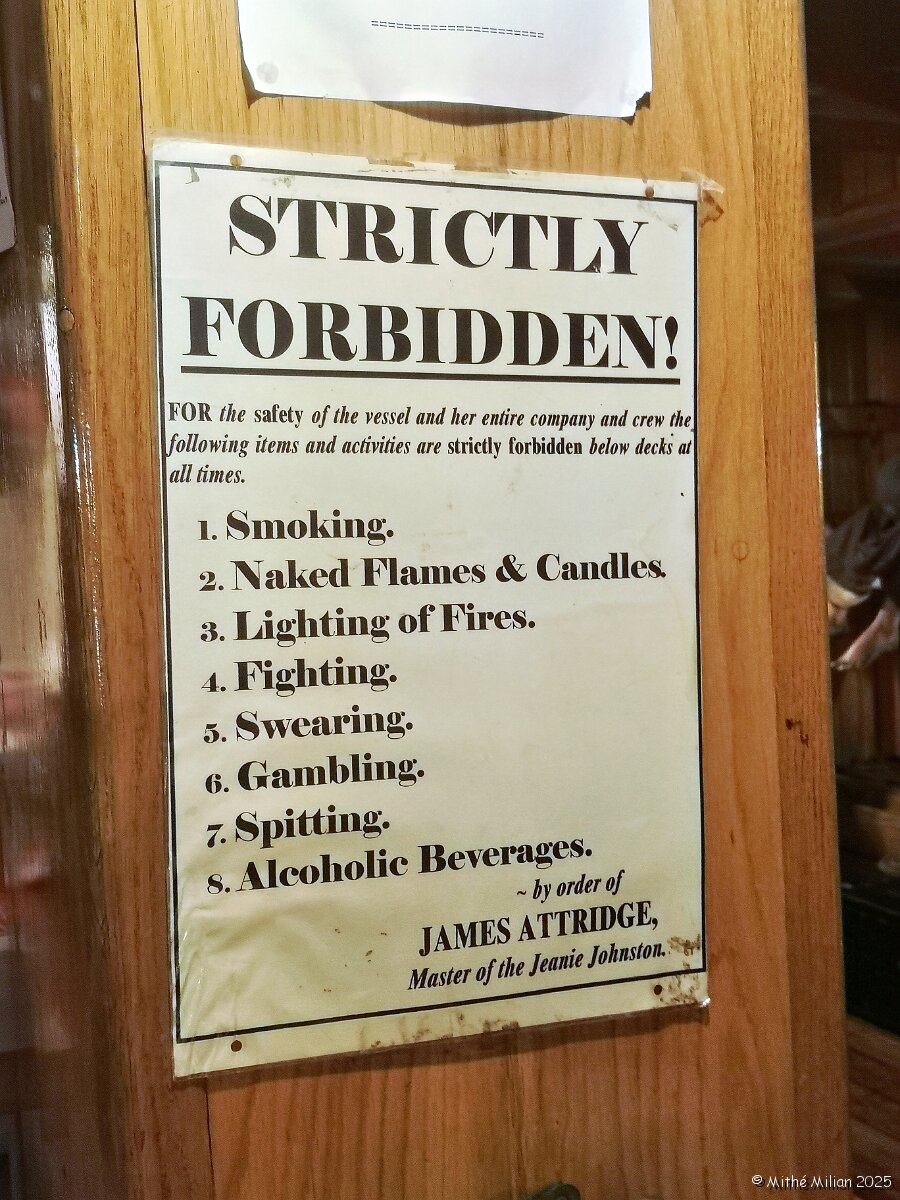 =========================
STRICTLY
FORBIDDEN!
FOR the safety of the vessel and her entire company and crew the
following items and activities are strictly forbidden below decks at
all times.
1. Smoking.
2. Naked Flames & Candles.
3. Lighting of Fires.
4. Fighting.
5. Swearing.
6. Gambling.
7. Spitting.
8. Alcoholic Beverages.
~ by order of
JAMES ATTRIDGE,
Master of the Jeanie Johnston.
© Mithé Milian 2025